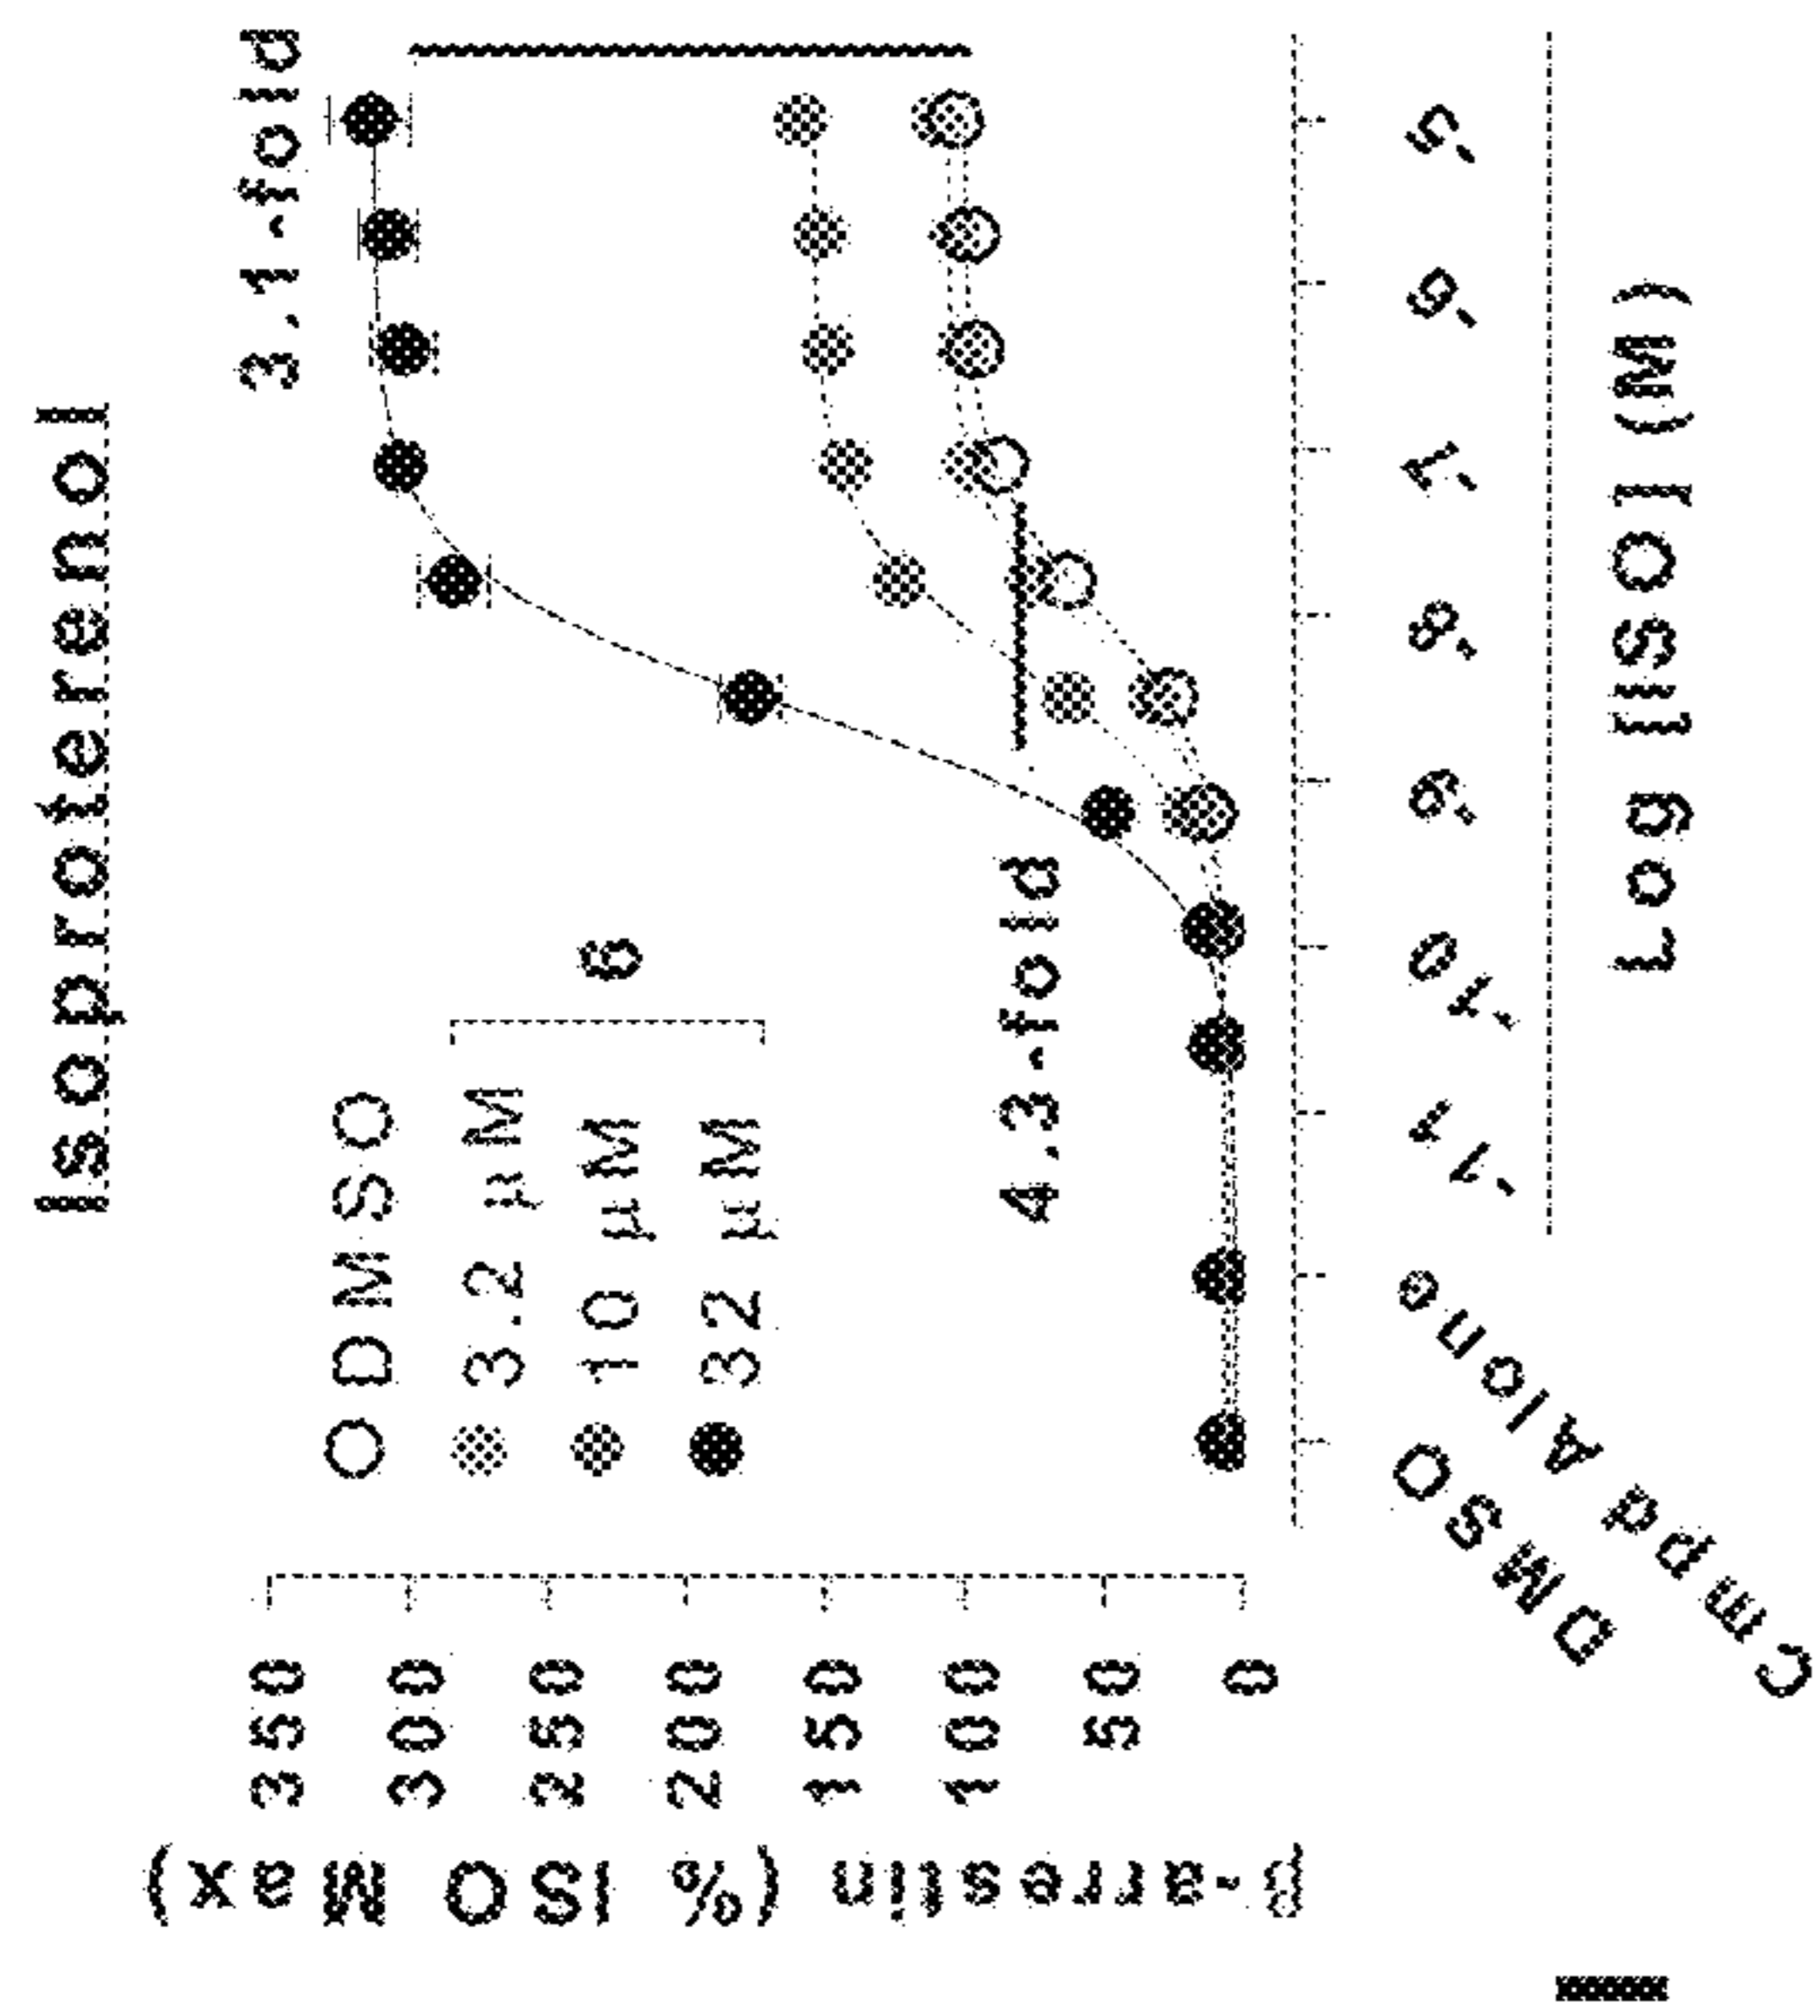 Isoproterenol
3.1-fold
DMSO
3.2 μM
10 μM
32 μM
6
4.3-fold
β-arrestin (% ISO Max)
350
300
250
200
150
100
50
0
DMSO
Cmpd Alone
-11
-10
-9
-8
-7
-6
-5
Log [ISO] (M)